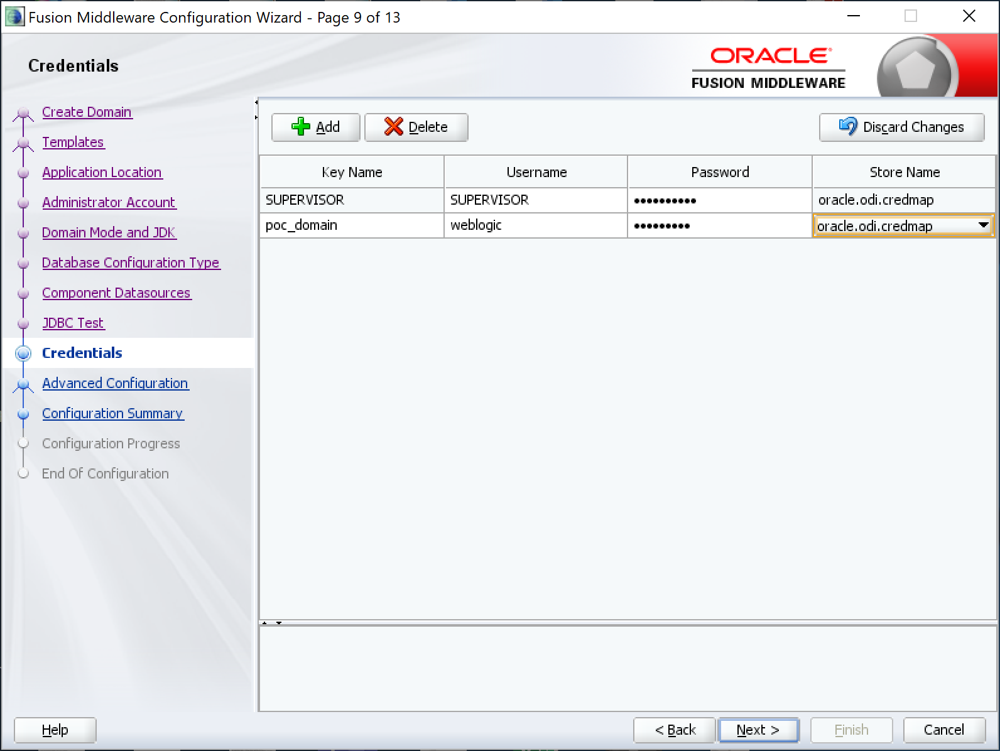 Fusion Middleware Configuration Wizard - Page 9 of 13
Credentials
ORACLE
FUSION MIDDLEWARE
Create Domain
Templates
Application Location
Administrator Account
Domain Mode and JDK
Database Configuration Type
Component Datasources
JDBC Test
Credentials
Advanced Configuration
Configuration Summary
Configuration Progress
End Of Configuration
Add Delete Discard Changes
Key Name Username Password Store Name
SUPERVISOR SUPERVISOR •••••••••• oracle.odi.credmap
poc_domain weblogic ••••••••• oracle.odi.credmap
Help < Back Next > Finish Cancel